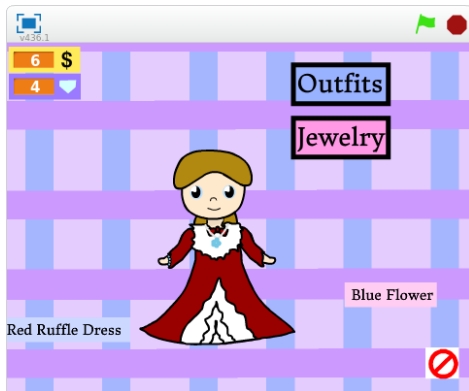 v436.1
6 $
4
Outfits
Jewelry
Blue Flower
Red Ruffle Dress